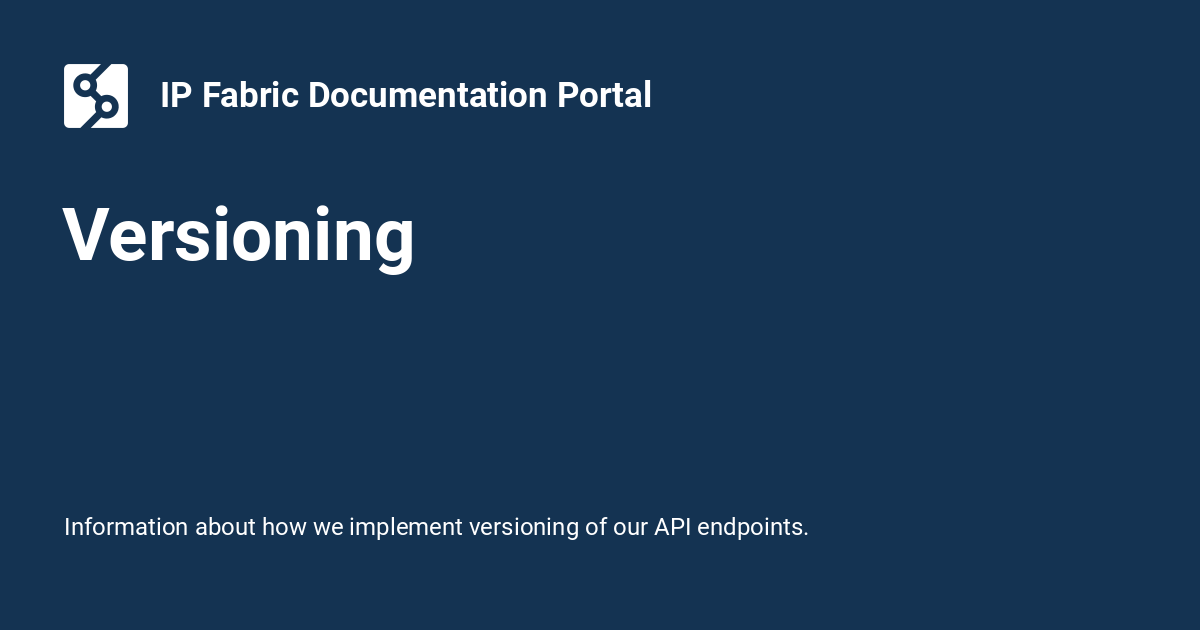 IP Fabric Documentation Portal
Versioning
Information about how we implement versioning of our API endpoints.